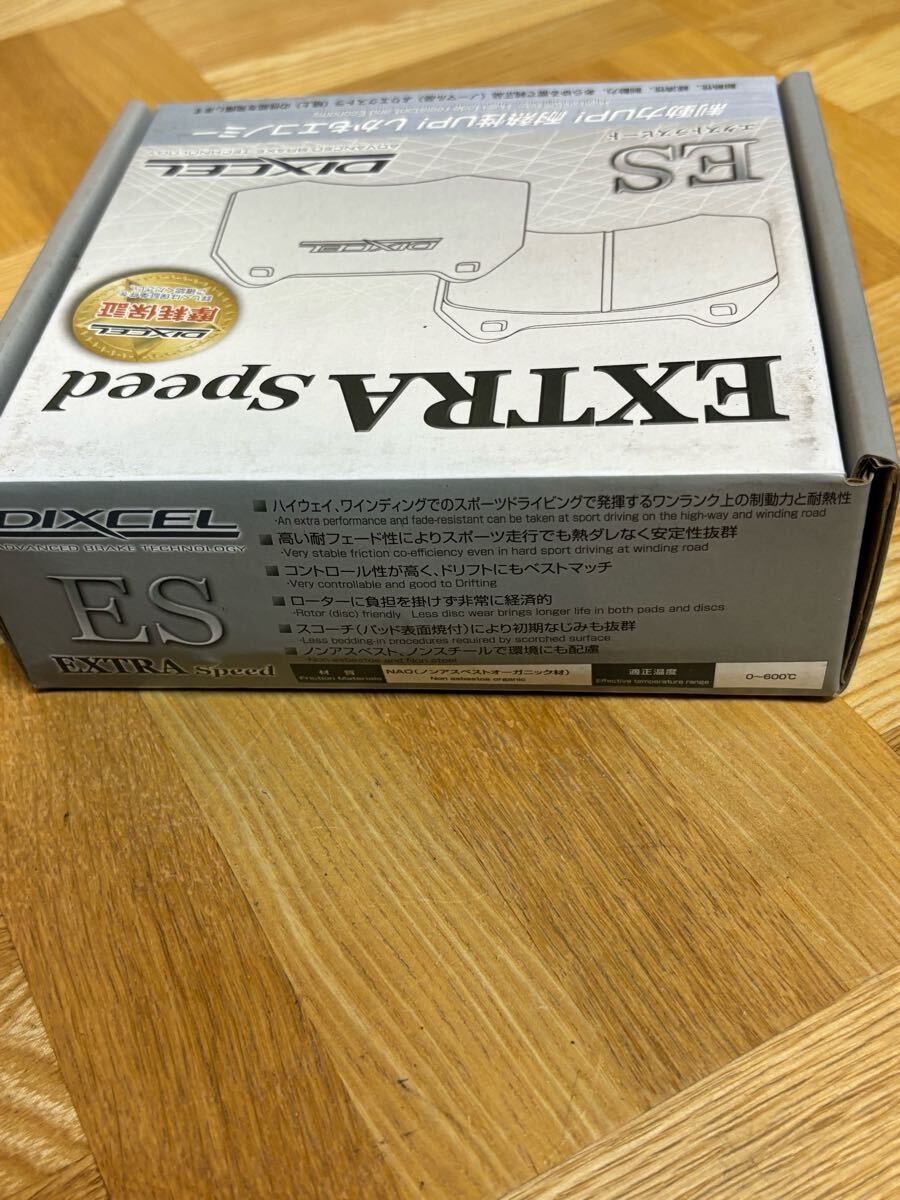 制動力UP! 耐熱性UP! しかもエコノミー
ES
エクストラスピード
DIXCEL
ADVANCED BRAKE TECHNOLOGY
DIXCEL
DIXCEL
摩耗保証
EXTRA Speed
DIXCEL
ADVANCED BRAKE TECHNOLOGY
ES
EXTRA Speed
■ ハイウェイ、ワインディングでのスポーツドライビングで発揮するワンランク上の制動力と耐熱性
・An extra performance and fade-resistant can be taken at sport driving on the high-way and winding road
■ 高い耐フェード性によりスポーツ走行でも熱ダレなく安定性抜群
・Very stable friction co-efficiency even in hard sport driving at winding road
■ コントロール性が高く、ドリフトにもベストマッチ
・Very controllable and good to Drifting
■ ローターに負担を掛けず非常に経済的
・Rotor (disc) friendly Less disc wear brings longer life in both pads and discs
■ スコーチ(パッド表面焼付)により初期なじみも抜群
・Less bedding-in procedures required by scorched surface
■ ノンアスベスト、ノンスチールで環境にも配慮
・Non-asbestos and Non-steel
材質 NAO(ノンアスベストオーガニック材) 適正温度 0〜600℃
Friction Materials Non asbestos organic Effective temperature range